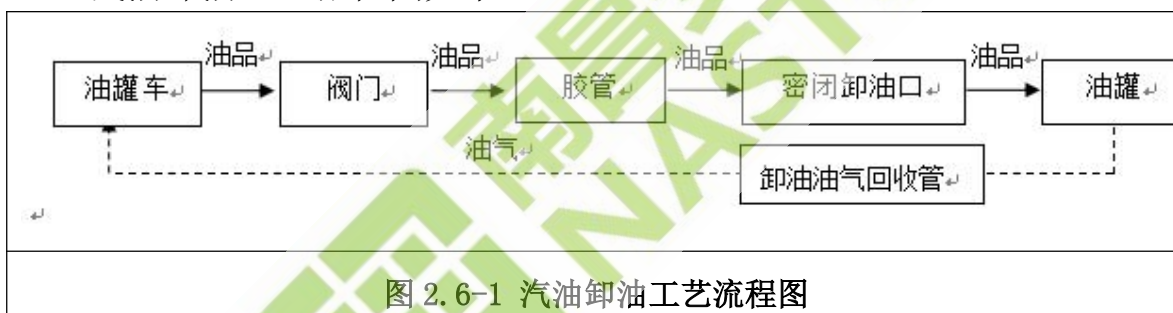 油品 油品 油品 油品
油罐车 阀门 胶管 密闭卸油口 油罐
油气
卸油油气回收管
图 2.6-1 汽油卸油工艺流程图
NAST